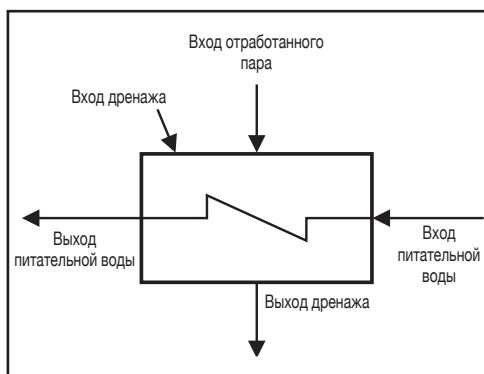 Вход отработанного
пара
Вход дренажа
Выход
питательной воды
Вход
питательной
воды
Выход дренажа